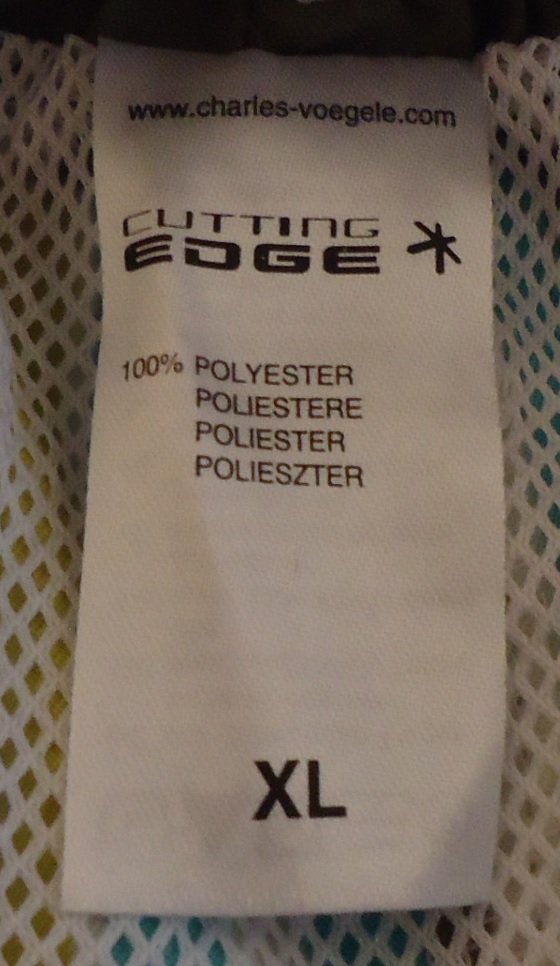 www.charles-voegele.com
CUTTING
EDGE
100% POLYESTER
POLIESTERE
POLIESTER
POLIESZTER
XL